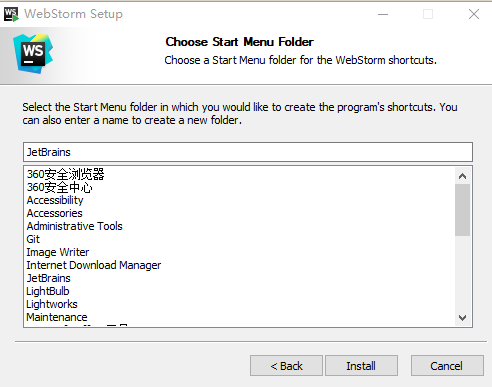 WebStorm Setup
WS
Choose Start Menu Folder
Choose a Start Menu folder for the WebStorm shortcuts.
Select the Start Menu folder in which you would like to create the program's shortcuts. You
can also enter a name to create a new folder.
JetBrains
360安全浏览器
360安全中心
Accessibility
Accessories
Administrative Tools
Git
Image Writer
Internet Download Manager
JetBrains
LightBulb
Lightworks
Maintenance
< Back
Install
Cancel